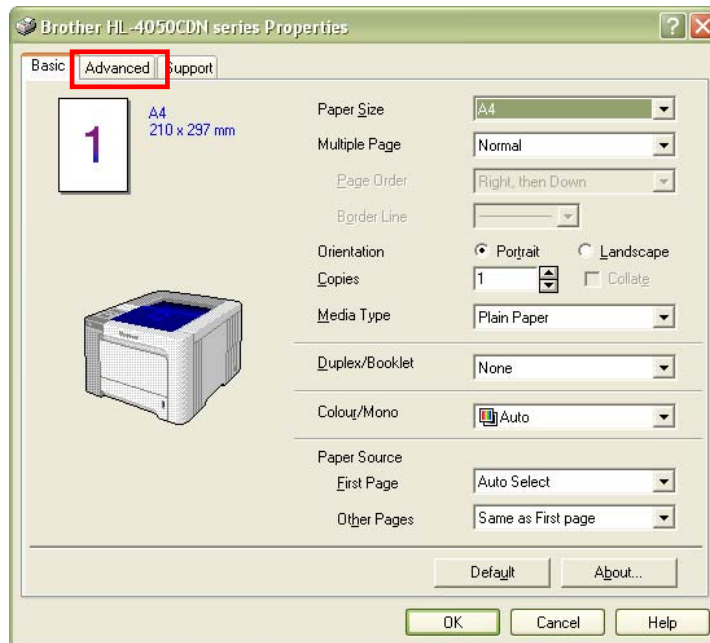 Brother HL-4050CDN series Properties
Basic Advanced Support
1
A4
210 x 297 mm
Paper Size A4
Multiple Page Normal
Page Order Right, then Down
Border Line
Orientation Portrait Landscape
Copies 1 Collate
Media Type Plain Paper
Duplex/Booklet None
Colour/Mono Auto
Paper Source
First Page Auto Select
Other Pages Same as First page
Default About...
OK Cancel Help